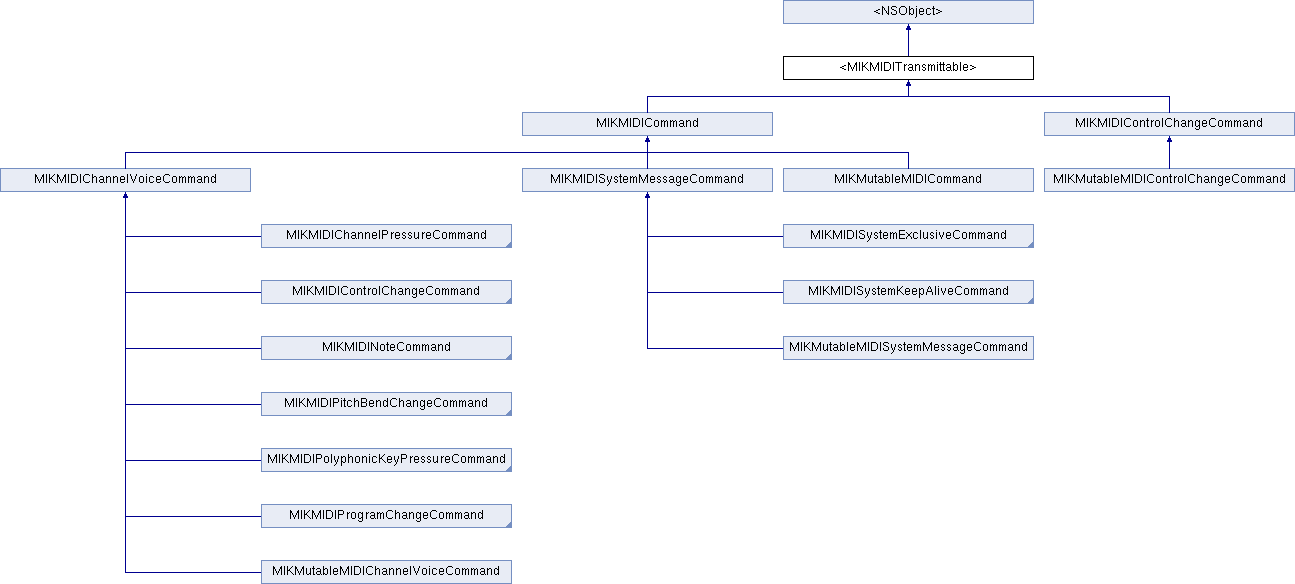 <NSObject>
<MIKMIDITransmittable>
MIKMIDICommand
MIKMIDIControlChangeCommand
MIKMIDIChannelVoiceCommand
MIKMIDISystemMessageCommand
MIKMutableMIDICommand
MIKMutableMIDIControlChangeCommand
MIKMIDIChannelPressureCommand
MIKMIDISystemExclusiveCommand
MIKMIDIControlChangeCommand
MIKMIDISystemKeepAliveCommand
MIKMIDINoteCommand
MIKMutableMIDISystemMessageCommand
MIKMIDIPitchBendChangeCommand
MIKMIDIPolyphonicKeyPressureCommand
MIKMIDIProgramChangeCommand
MIKMutableMIDIChannelVoiceCommand